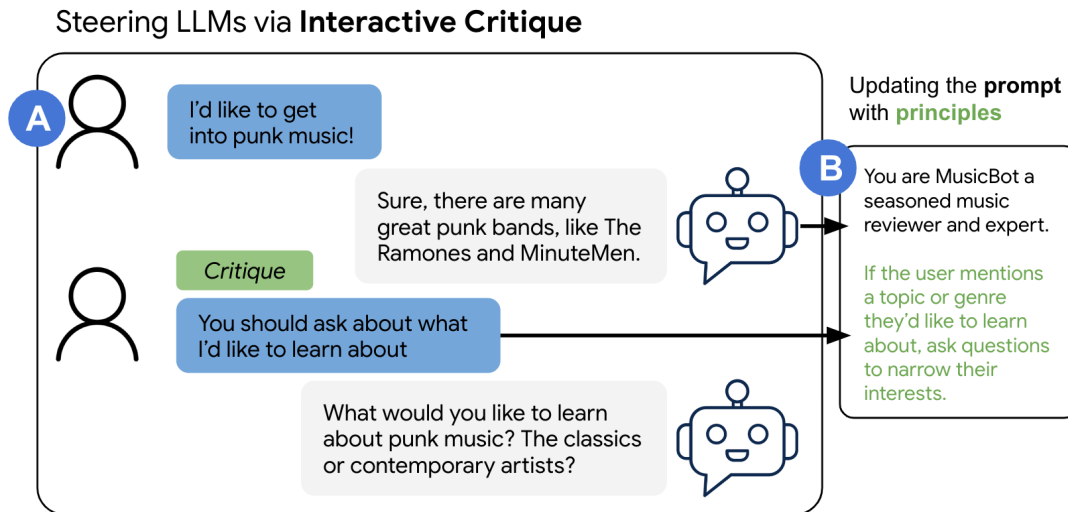 Steering LLMs via Interactive Critique
A
I'd like to get
into punk music!
Sure, there are many
great punk bands, like The
Ramones and MinuteMen.
Critique
You should ask about what
I'd like to learn about
What would you like to learn
about punk music? The classics
or contemporary artists?
Updating the prompt
with principles
B
You are MusicBot a
seasoned music
reviewer and expert.
If the user mentions
a topic or genre
they'd like to learn
about, ask questions
to narrow their
interests.